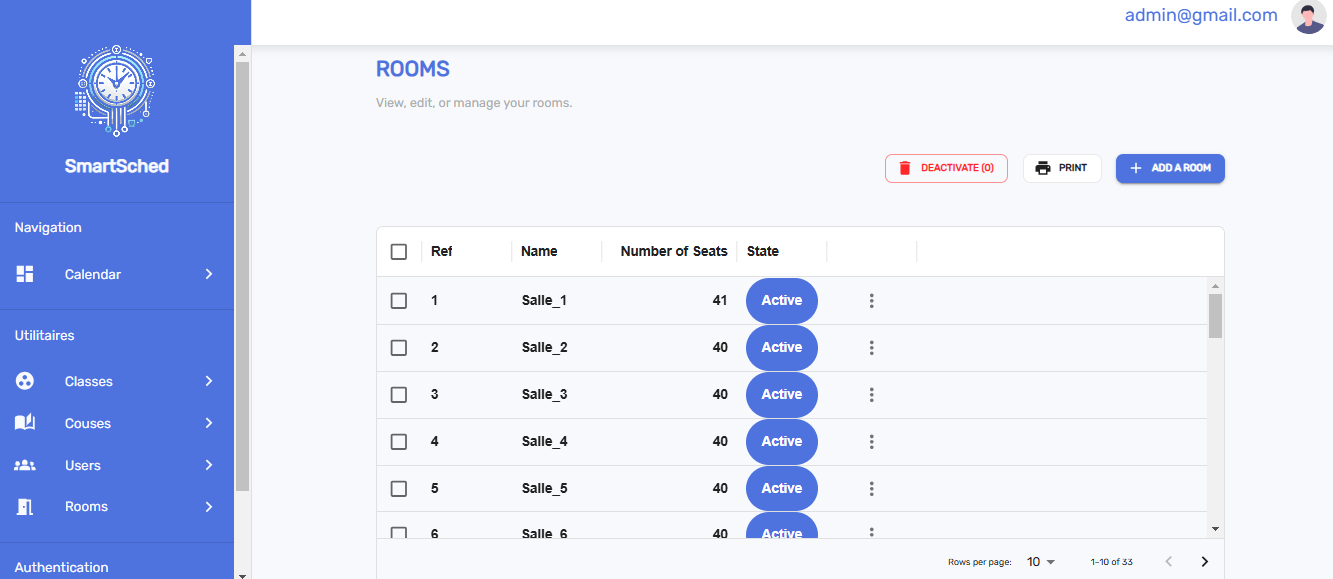 admin@gmail.com
SmartSched
Navigation
Calendar
Utilitaires
Classes
Couses
Users
Rooms
Authentication
ROOMS
View, edit, or manage your rooms.
DEACTIVATE (0) PRINT ADD A ROOM
Ref Name Number of Seats State
1 Salle_1 41 Active
2 Salle_2 40 Active
3 Salle_3 40 Active
4 Salle_4 40 Active
5 Salle_5 40 Active
6 Salle_6 40 Active
Rows per page: 10 1–10 of 33